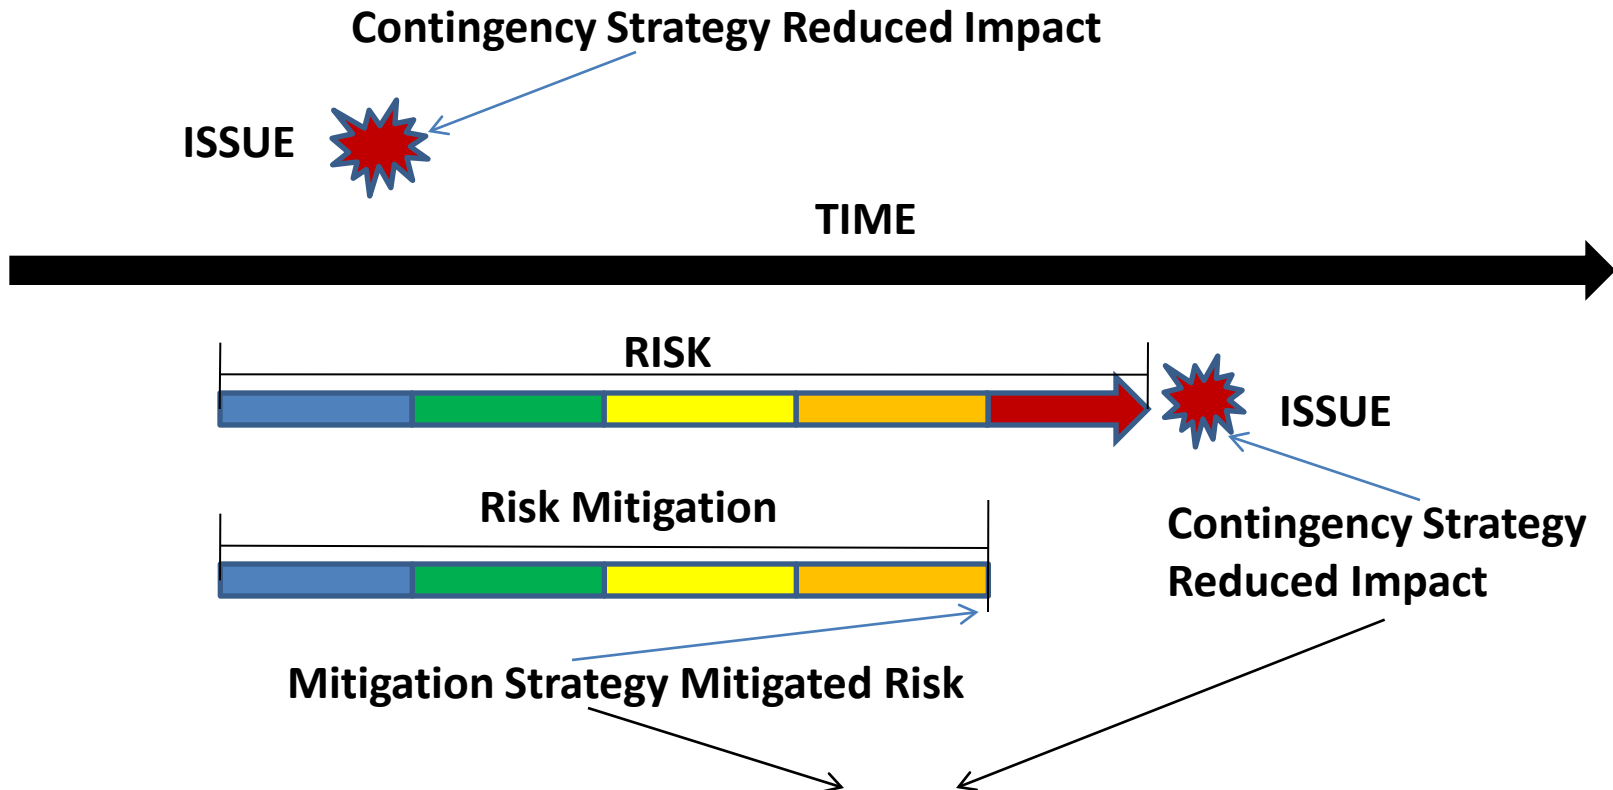 Contingency Strategy Reduced Impact
ISSUE
TIME
RISK
ISSUE
Risk Mitigation
Contingency Strategy
Reduced Impact
Mitigation Strategy Mitigated Risk